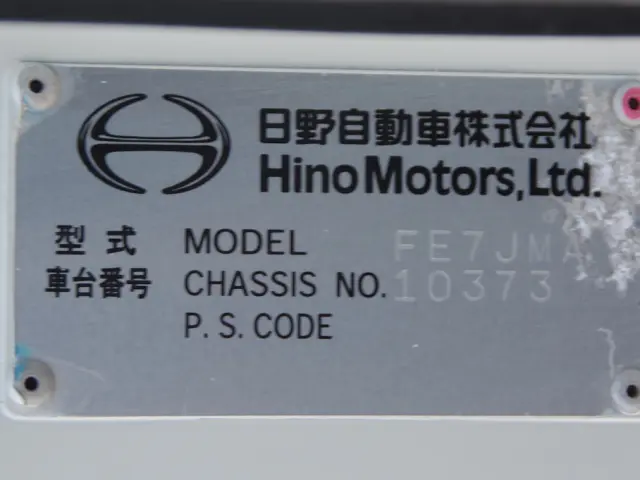 日野自動車株式会社
Hino Motors, Ltd.
型式 MODEL FE7JMA
車台番号 CHASSIS NO. 10373
P. S. CODE